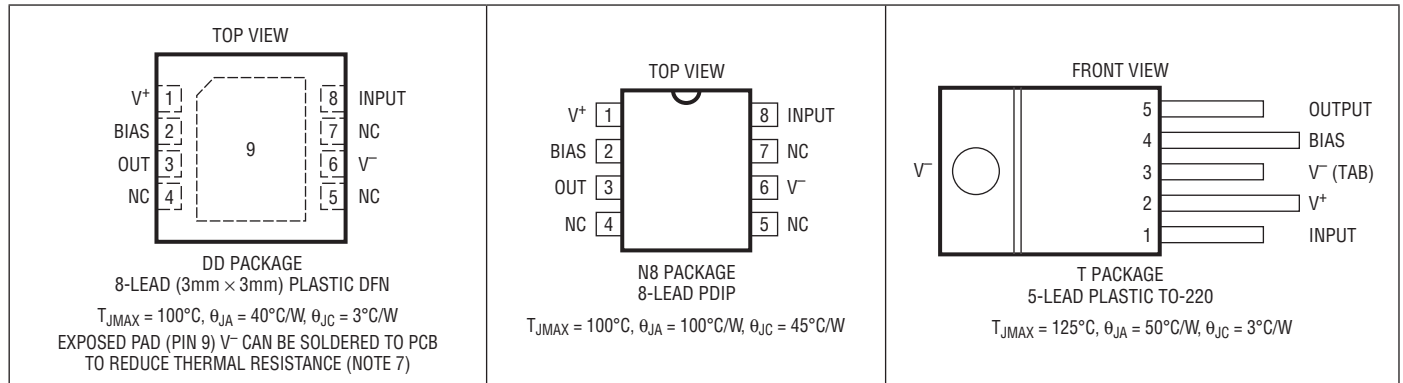 TOP VIEW
V+ 1 8 INPUT
BIAS 2 7 NC
OUT 3 9 6 V−
NC 4 5 NC
DD PACKAGE
8-LEAD (3mm × 3mm) PLASTIC DFN
TJMAX = 100°C, θJA = 40°C/W, θJC = 3°C/W
EXPOSED PAD (PIN 9) V− CAN BE SOLDERED TO PCB
TO REDUCE THERMAL RESISTANCE (NOTE 7)
TOP VIEW
V+ 1 8 INPUT
BIAS 2 7 NC
OUT 3 6 V−
NC 4 5 NC
N8 PACKAGE
8-LEAD PDIP
TJMAX = 100°C, θJA = 100°C/W, θJC = 45°C/W
FRONT VIEW
5 OUTPUT
4 BIAS
V− 3 V− (TAB)
2 V+
1 INPUT
T PACKAGE
5-LEAD PLASTIC TO-220
TJMAX = 125°C, θJA = 50°C/W, θJC = 3°C/W